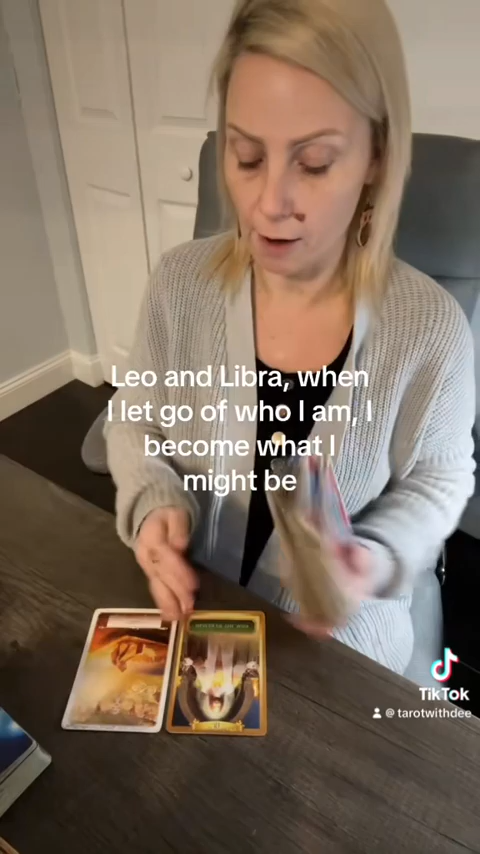 Leo and Libra, when
I let go of who I am, I
become what I
might be
TikTok
@ tarotwithdee